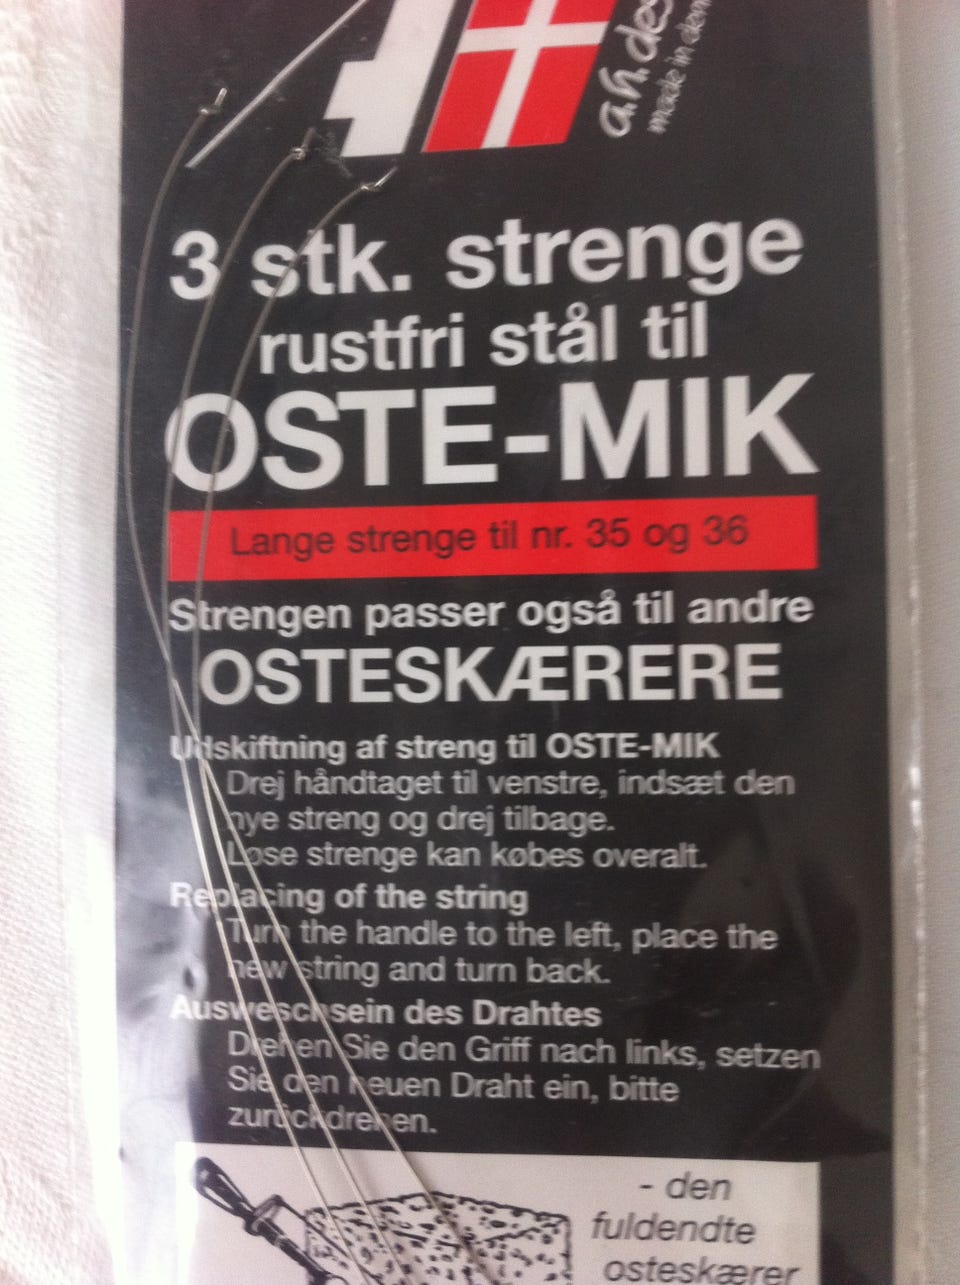 a.h.des
made in den
3 stk. strenge
rustfri stål til
OSTE-MIK
Lange strenge til nr. 35 og 36
Strengen passer også til andre
OSTESKÆRERE
Udskiftning af streng til OSTE-MIK
Drej håndtaget til venstre, indsæt den
nye streng og drej tilbage.
Løse strenge kan købes overalt.
Replacing of the string
Turn the handle to the left, place the
new string and turn back.
Ausweschsein des Drahtes
Drehen Sie den Griff nach links, setzen
Sie den neuen Draht ein, bitte
zurückdrehen.
- den
fuldendte
osteskærer